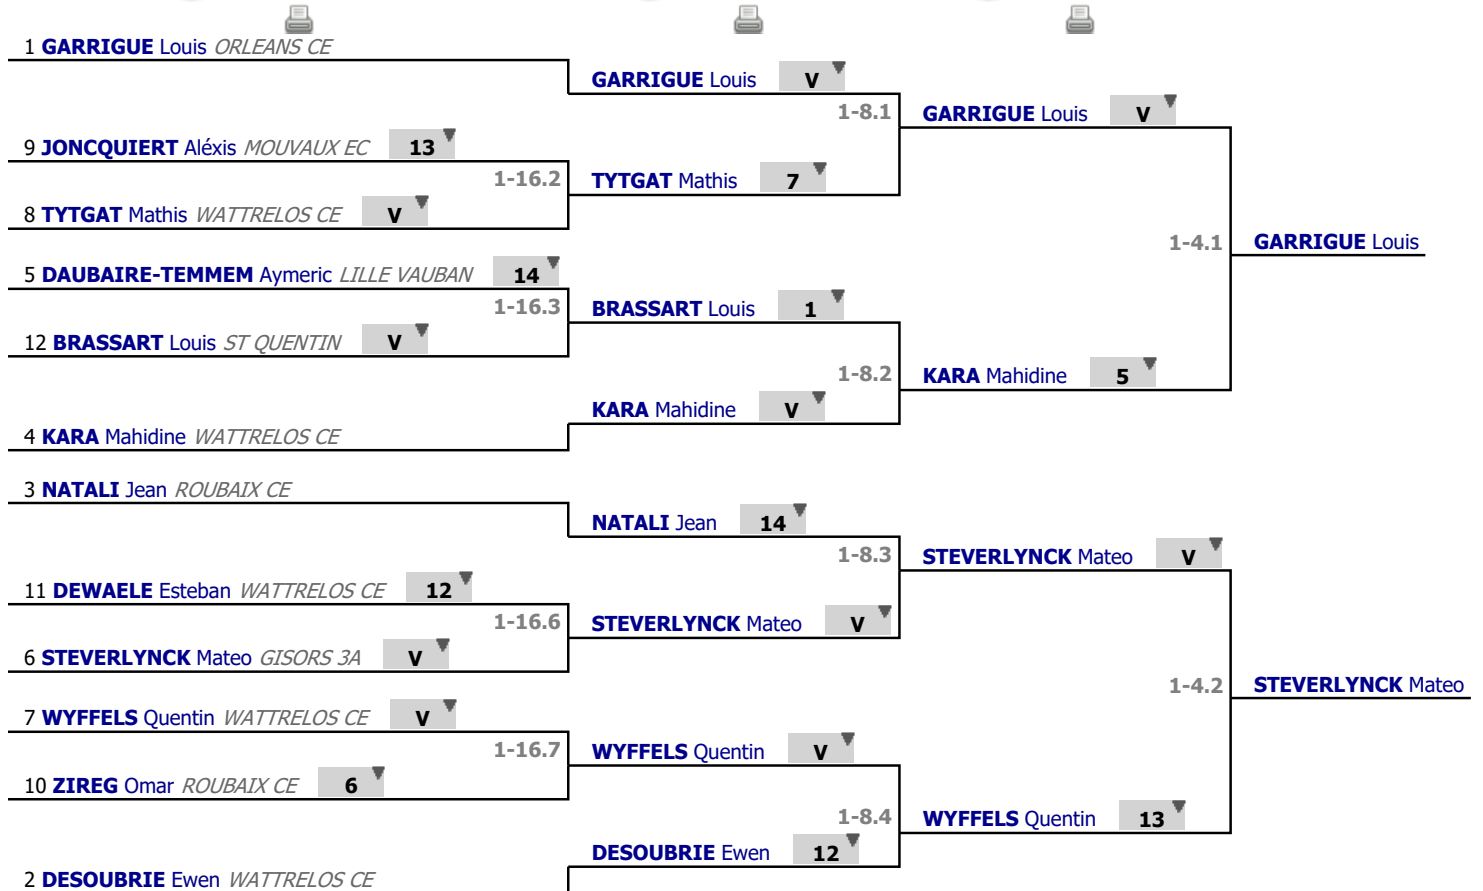 1 GARRIGUE Louis ORLEANS CE
GARRIGUE Louis V
1-8.1
GARRIGUE Louis V
9 JONCQUIERT Aléxis MOUVAUX EC 13
1-16.2
TYTGAT Mathis 7
8 TYTGAT Mathis WATTRELOS CE V
1-4.1
GARRIGUE Louis
5 DAUBAIRE-TEMMEM Aymeric LILLE VAUBAN 14
1-16.3
BRASSART Louis 1
12 BRASSART Louis ST QUENTIN V
1-8.2
KARA Mahidine 5
KARA Mahidine V
4 KARA Mahidine WATTRELOS CE
3 NATALI Jean ROUBAIX CE
NATALI Jean 14
1-8.3
STEVERLYNCK Mateo V
11 DEWAELE Esteban WATTRELOS CE 12
1-16.6
STEVERLYNCK Mateo V
6 STEVERLYNCK Mateo GISORS 3A V
1-4.2
STEVERLYNCK Mateo
7 WYFFELS Quentin WATTRELOS CE V
1-16.7
WYFFELS Quentin V
10 ZIREG Omar ROUBAIX CE 6
1-8.4
WYFFELS Quentin 13
DESOUBRIE Ewen 12
2 DESOUBRIE Ewen WATTRELOS CE